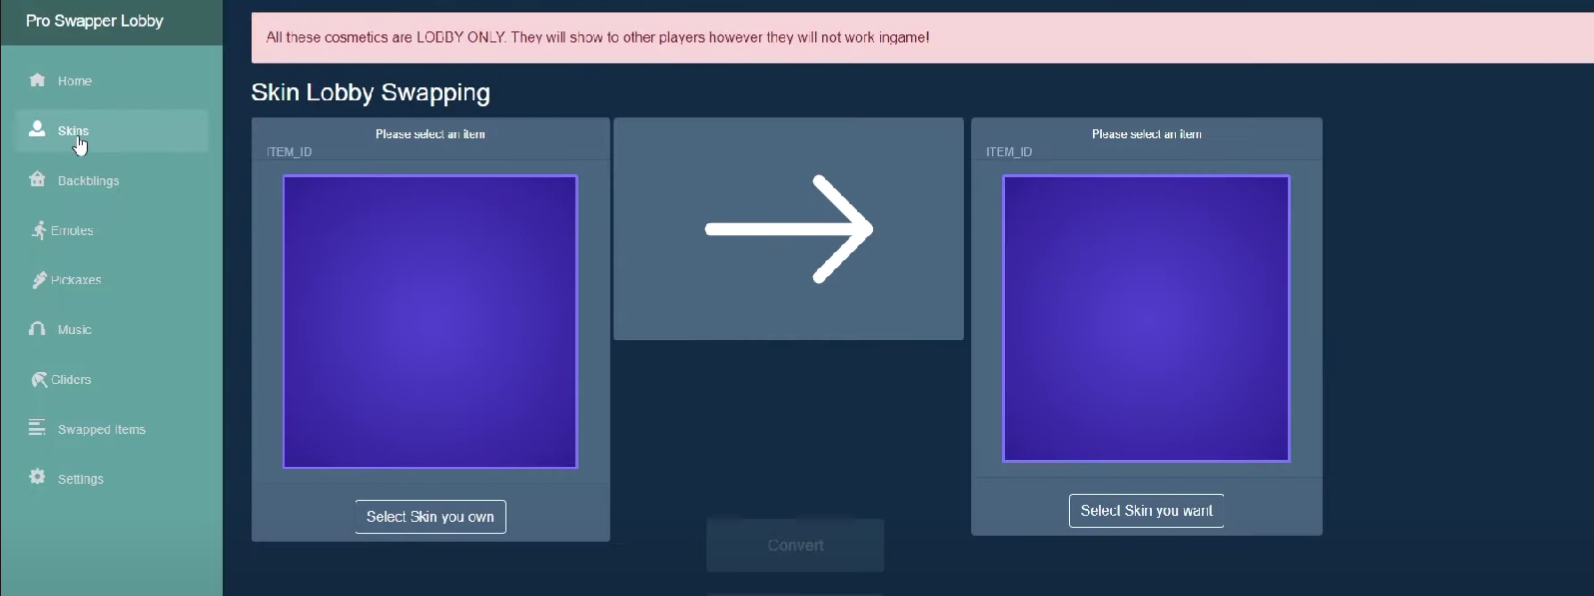 Pro Swapper Lobby
All these cosmetics are LOBBY ONLY. They will show to other players however they will not work ingame!
Home
Skins
Backblings
Emotes
Pickaxes
Music
Gliders
Swapped Items
Settings
Skin Lobby Swapping
Please select an item
ITEM_ID
Select Skin you own
Convert
Please select an item
ITEM_ID
Select Skin you want